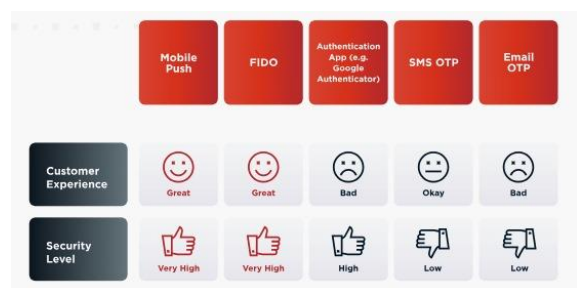 Mobile
Push
FIDO
Authentication
App (e.g.
Google
Authenticator)
SMS OTP
Email
OTP
Customer
Experience
Great
Great
Bad
Okay
Bad
Security
Level
Very High
Very High
High
Low
Low